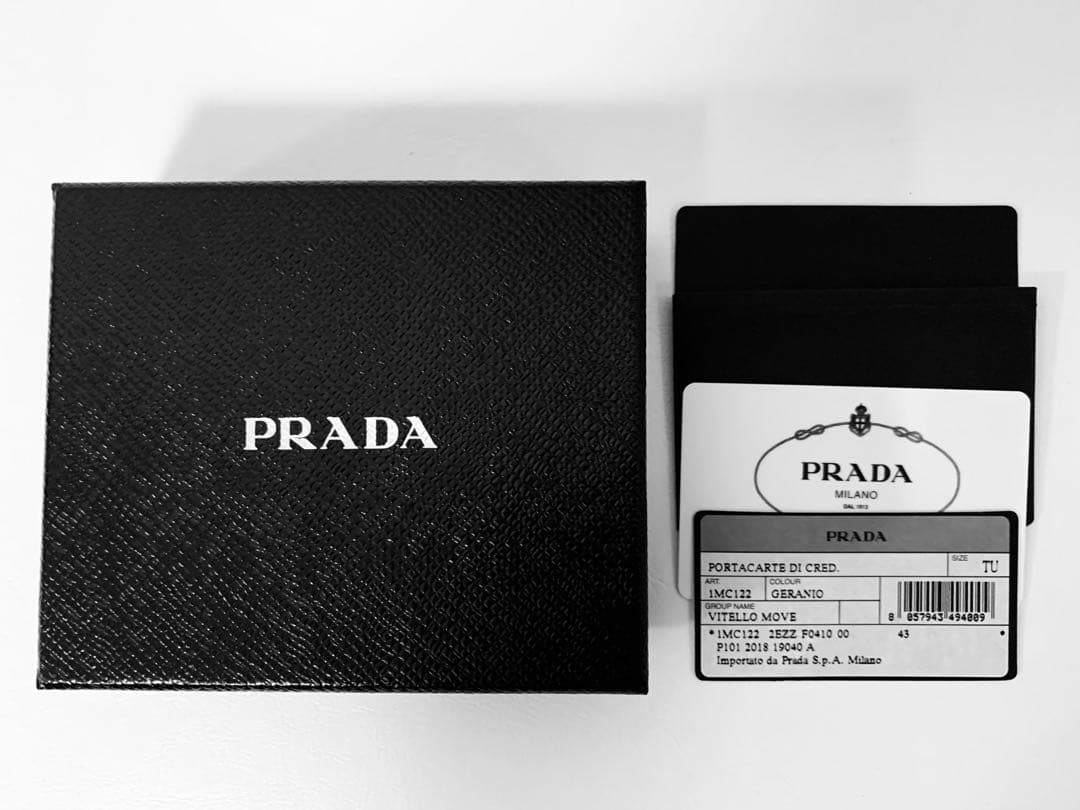 PRADA
PRADA
MILANO
DAL 1913
PRADA
PORTACARTE DI CRED.
SIZE
TU
ART.
1MC122
COLOUR
GERANIO
GROUP NAME
VITELLO MOVE
8 057943 494009
•1MC122 2EZZ F0410 00 43 •
P101 2018 19040 A
Importato da Prada S.p.A. Milano